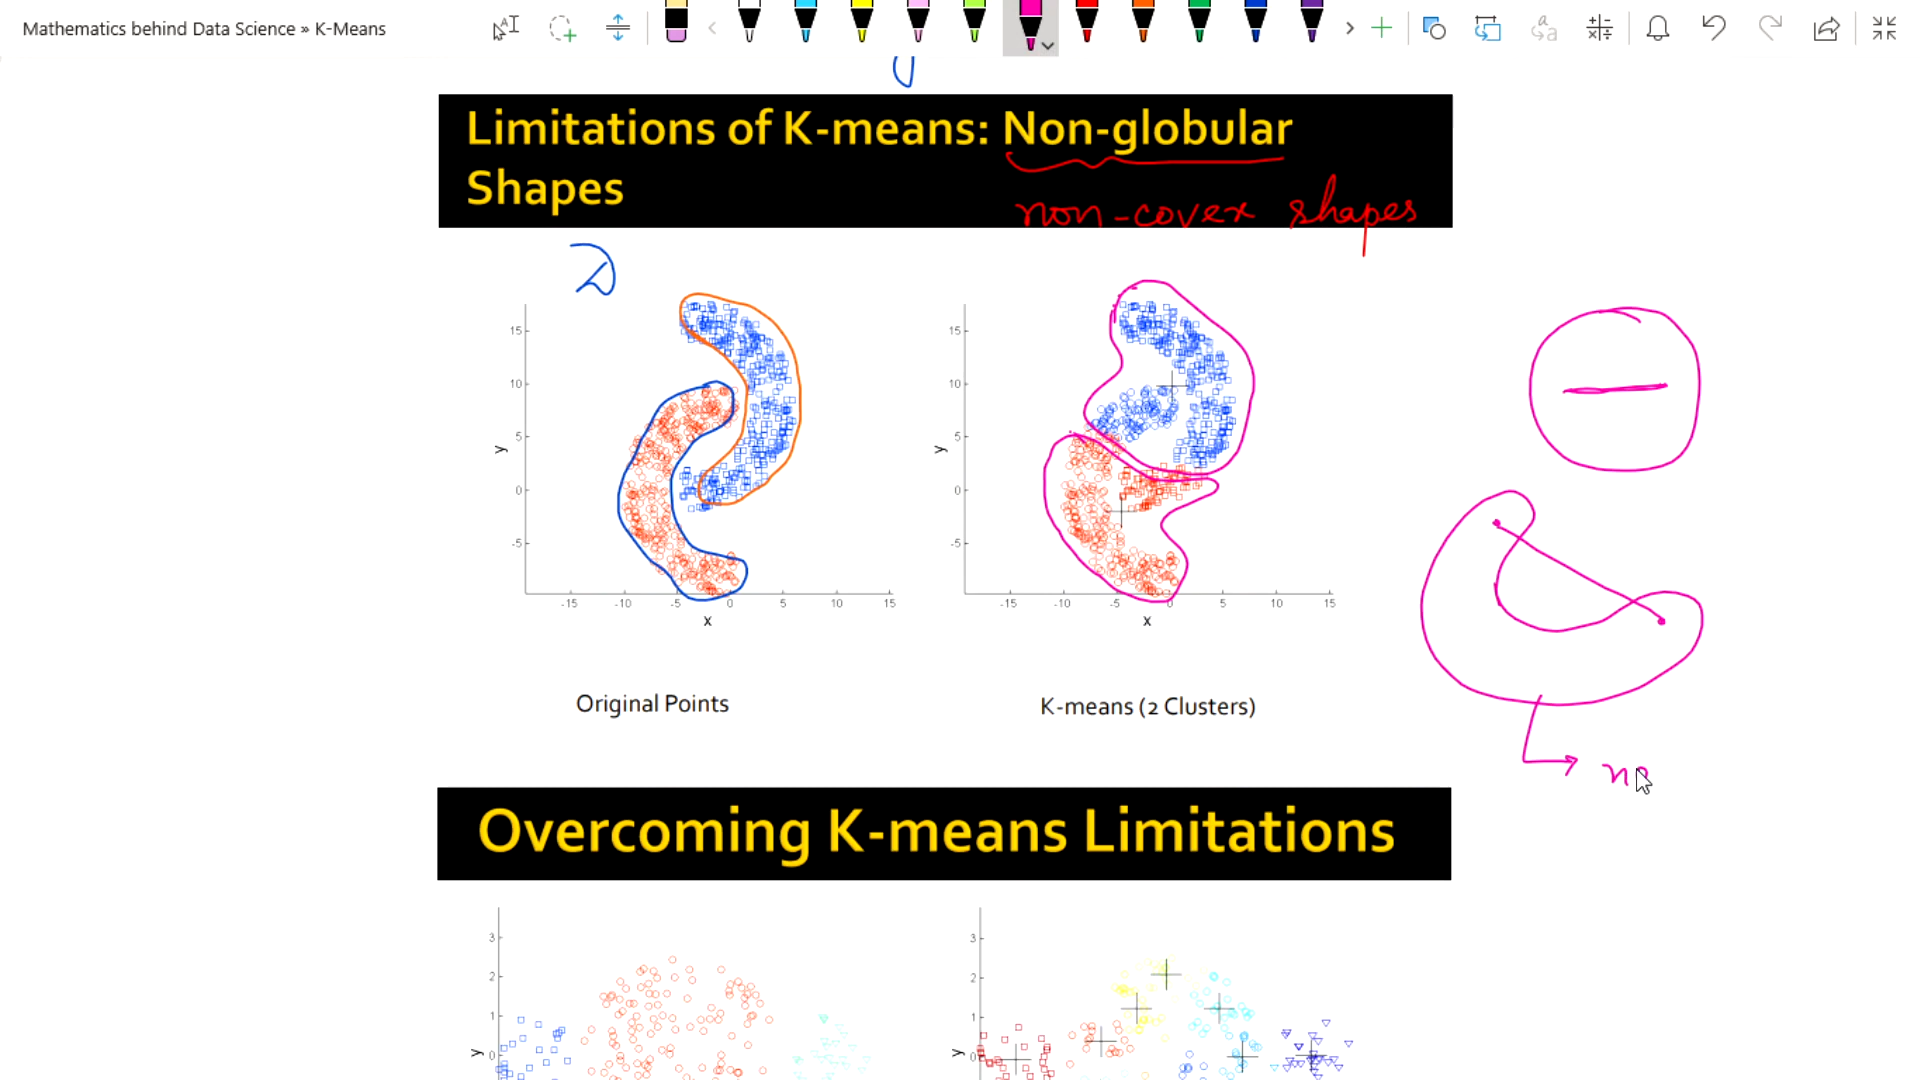 Mathematics behind Data Science » K-Means
Limitations of K-means: Non-globular
Shapes
non-covex shapes
2
15
10
5
0
-5
y
-15 -10 -5 0 5 10 15
x
15
10
5
0
-5
y
-15 -10 -5 0 5 10 15
x
Original Points
K-means (2 Clusters)
Overcoming K-means Limitations
3
2
1
0
y
3
2
1
0
y